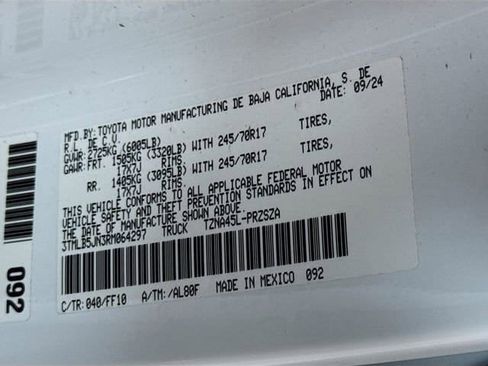 MFD.BY:TOYOTA MOTOR MANUFACTURING DE BAJA CALIFORNIA, S. DE
R.L. DE C.V. DATE: 09/24
GVWR:2725KG (6005LB)
GAWR:FRT. 1505KG (3320LB) WITH 245/70R17 TIRES,
17X7J RIMS,
RR. 1405KG (3095LB) WITH 245/70R17 TIRES,
17X7J RIMS,
THIS VEHICLE CONFORMS TO ALL APPLICABLE FEDERAL MOTOR
VEHICLE SAFETY AND THEFT PREVENTION STANDARDS IN EFFECT ON
THE DATE OF MANUFACTURE SHOWN ABOVE.
3TMLB5JN3RM064297 TRUCK TZNA45L-PRZSZA
C/TR:040/FF10 A/TM:/AL80F MADE IN MEXICO 092
092